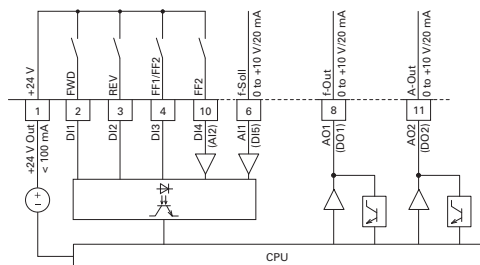 +24 V
FWD
REV
FF1/FF2
FF2
f-Soll
0 to +10 V/20 mA
f-Out
0 to +10 V/20 mA
A-Out
0 to +10 V/20 mA
1
2
3
4
10
6
8
11
+24 V Out
< 100 mA
DI1
DI2
DI3
DI4
(AI2)
AI1
(DI5)
AO1
(DO1)
AO2
(DO2)
CPU